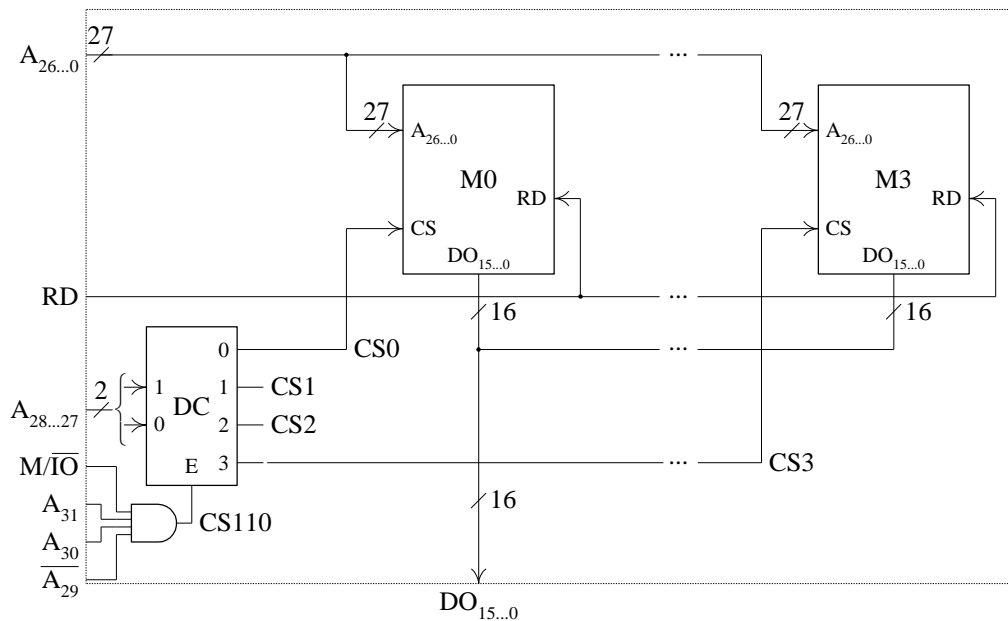 27
A26...0
...
...
27
A26...0
M0
RD
CS
DO15...0
27
A26...0
M3
RD
CS
DO15...0
RD
...
16
16
0
CS0
...
2
A28...27
1
0
DC
E
1
CS1
2
CS2
3
...
CS3
M/IO
A31
A30
A29
CS110
16
DO15...0